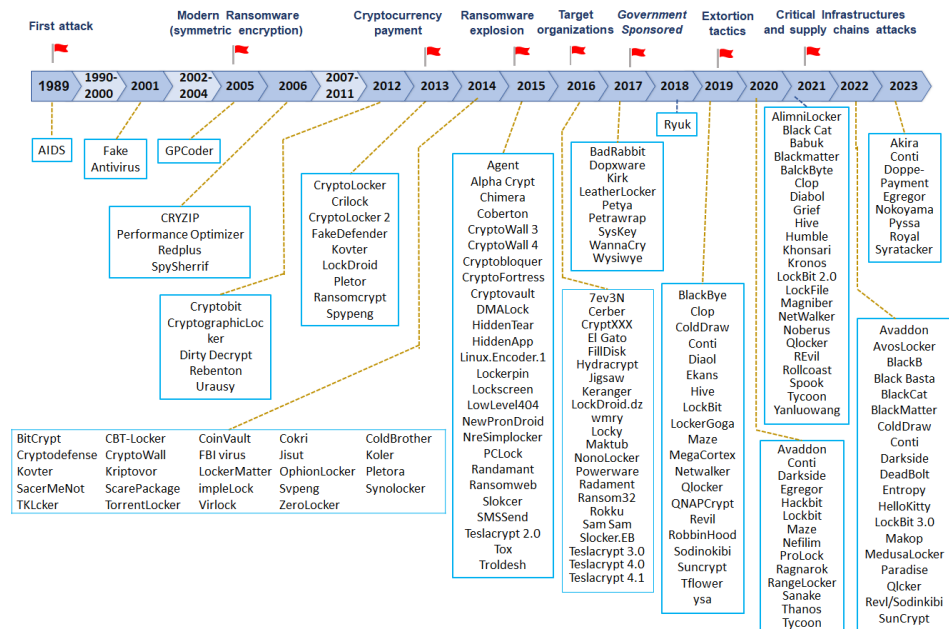 First attack
Modern Ransomware
(symmetric encryption)
Cryptocurrency
payment
Ransomware
explosion
Target
organizations
Government
Sponsored
Extortion
tactics
Critical Infrastructures
and supply chains attacks
1989
1990-
2000
2001
2002-
2004
2005
2006
2007-
2011
2012
2013
2014
2015
2016
2017
2018
2019
2020
2021
2022
2023
AIDS
Fake
Antivirus
GPCoder
CRYZIP
Performance Optimizer
Redplus
SpySherrif
Cryptobit
CryptographicLoc
ker
Dirty Decrypt
Rebenton
Urausy
CryptoLocker
Crilock
CryptoLocker 2
FakeDefender
Kovter
LockDroid
Pletor
Ransomcrypt
Spypeng
BitCrypt CBT-Locker CoinVault Cokri ColdBrother
Cryptodefense CryptoWall FBI virus Jisut Koler
Kovter Kriptovor LockerMatter OphionLocker Pletora
SacerMeNot ScarePackage impleLock Svpeng Synolocker
TKLcker TorrentLocker Virlock ZeroLocker
Agent
Alpha Crypt
Chimera
Coberton
CryptoWall 3
CryptoWall 4
Cryptobloquer
CryptoFortress
Cryptovault
DMALock
HiddenTear
HiddenApp
Linux.Encoder.1
Lockerpin
Lockscreen
LowLevel404
NewPronDroid
NreSimplocker
PCLock
Randamant
Ransomweb
Slokcer
SMSSend
Teslacrypt 2.0
Tox
Troldesh
7ev3N
Cerber
CryptXXX
El Gato
FillDisk
Hydracrypt
Jigsaw
Keranger
LockDroid.dz
wmry
Locky
Maktub
NonoLocker
Powerware
Radament
Ransom32
Rokku
Sam Sam
Slocker.EB
Teslacrypt 3.0
Teslacrypt 4.0
Teslacrypt 4.1
BadRabbit
Dopxware
Kirk
LeatherLocker
Petya
Petrawrap
SysKey
WannaCry
Wysiwye
Ryuk
BlackBye
Clop
ColdDraw
Conti
Diaol
Ekans
Hive
LockBit
LockerGoga
Maze
MegaCortex
Netwalker
Qlocker
QNAPCrypt
Revil
RobbinHood
Sodinokibi
Suncrypt
Tflower
ysa
Avaddon
Conti
Darkside
Egregor
Hackbit
Lockbit
Maze
Nefilim
ProLock
Ragnarok
RangeLocker
Sanake
Thanos
Tycoon
AlimniLocker
Black Cat
Babuk
Blackmatter
BalckByte
Clop
Diabol
Grief
Hive
Humble
Khonsari
Kronos
LockBit 2.0
LockFile
Magniber
NetWalker
Noberus
Qlocker
REvil
Rollcoast
Spook
Tycoon
Yanluowang
Avaddon
AvosLocker
BlackB
Black Basta
BlackCat
BlackMatter
ColdDraw
Conti
Darkside
DeadBolt
Entropy
HelloKitty
LockBit 3.0
Makop
MedusaLocker
Paradise
Qlcker
Revl/Sodinkibi
SunCrypt
Akira
Conti
Doppe-
Payment
Egregor
Nokoyama
Pyssa
Royal
Syratacker